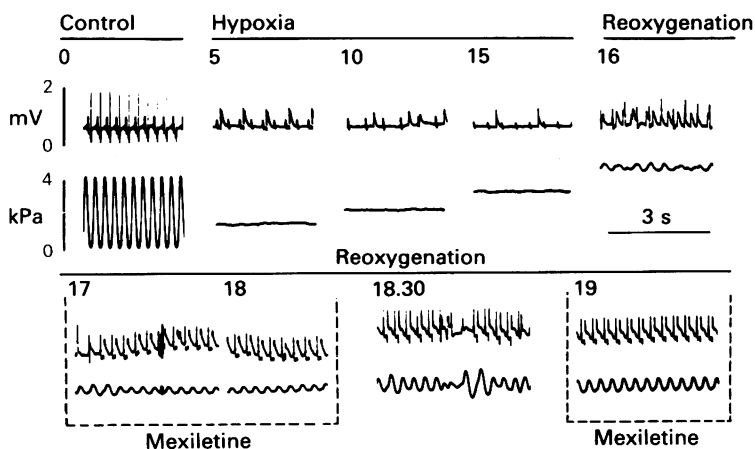 Control Hypoxia Reoxygenation
0 5 10 15 16
2
mV
0
4
kPa
0
3 s
Reoxygenation
17 18 18.30 19
Mexiletine Mexiletine